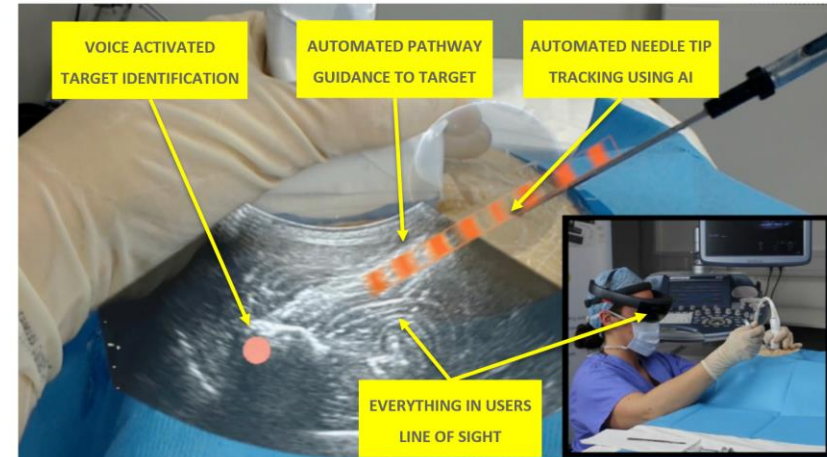 VOICE ACTIVATED
TARGET IDENTIFICATION
AUTOMATED PATHWAY
GUIDANCE TO TARGET
AUTOMATED NEEDLE TIP
TRACKING USING AI
EVERYTHING IN USERS
LINE OF SIGHT